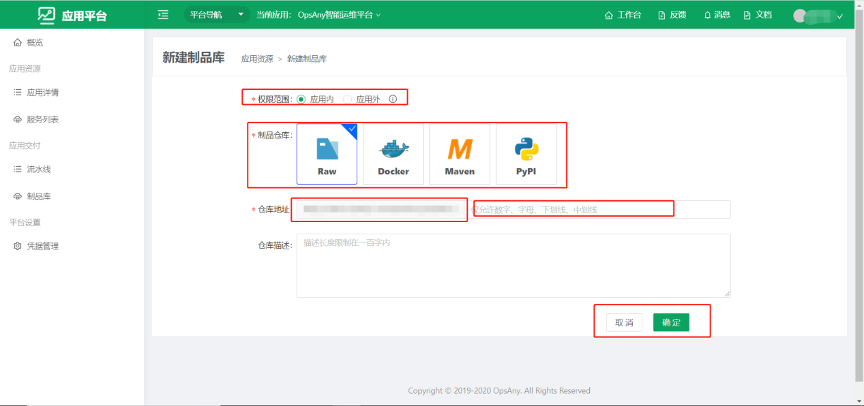 应用平台 平台导航 当前应用： OpsAny智能运维平台 工作台 反馈 消息 文档
概览
应用资源
应用详情
服务列表
应用交付
流水线
制品库
平台设置
凭据管理
新建制品库 应用资源 > 新建制品库
* 权限范围： 应用内 应用外
* 制品仓库：
Raw Docker Maven PyPI
* 仓库地址 仅允许数字、字母、下划线、中划线
仓库描述： 描述长度限制在一百字内
取消 确定
Copyright © 2019-2020 OpsAny. All Rights Reserved